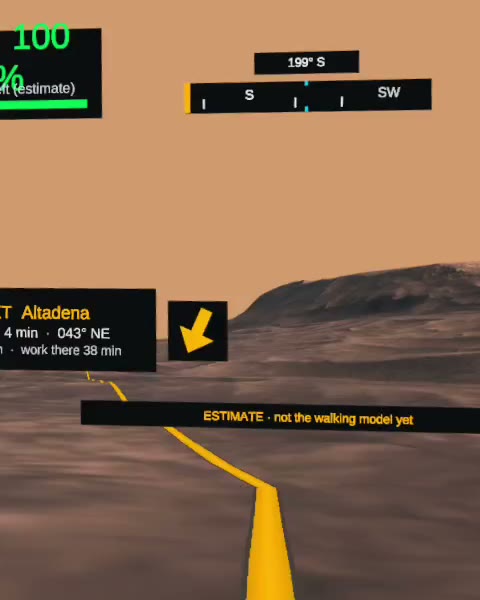 100
%
(estimate)
199° S
S
SW
Altadena
4 min · 043° NE
· work there 38 min
ESTIMATE · not the walking model yet